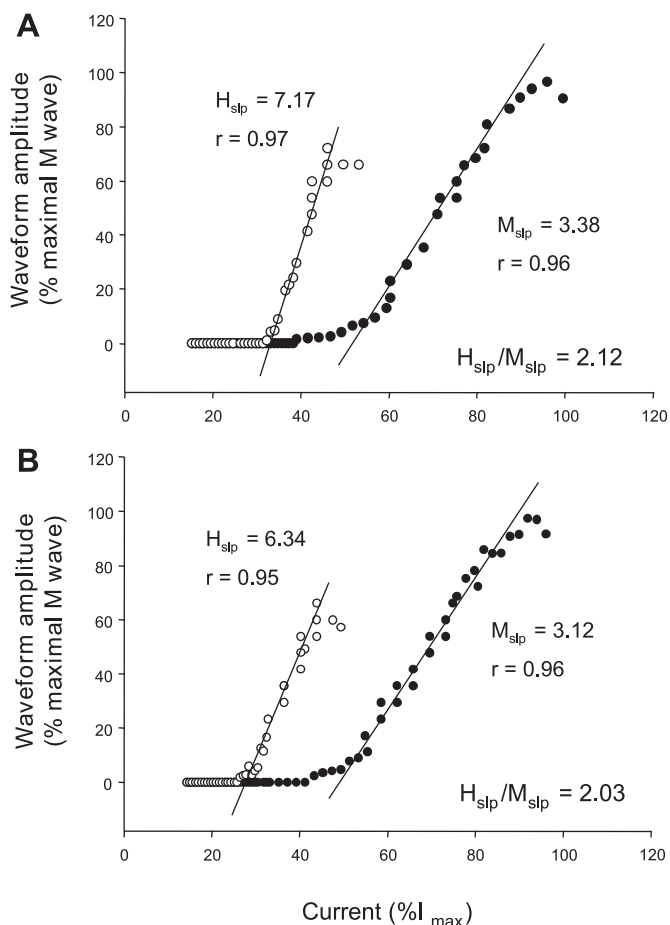 A
Waveform amplitude
(% maximal M wave)
120
100
80
60
40
20
0
H_slp = 7.17
r = 0.97
M_slp = 3.38
r = 0.96
H_slp/M_slp = 2.12
0 20 40 60 80 100 120
B
Waveform amplitude
(% maximal M wave)
120
100
80
60
40
20
0
H_slp = 6.34
r = 0.95
M_slp = 3.12
r = 0.96
H_slp/M_slp = 2.03
0 20 40 60 80 100 120
Current (%I max)